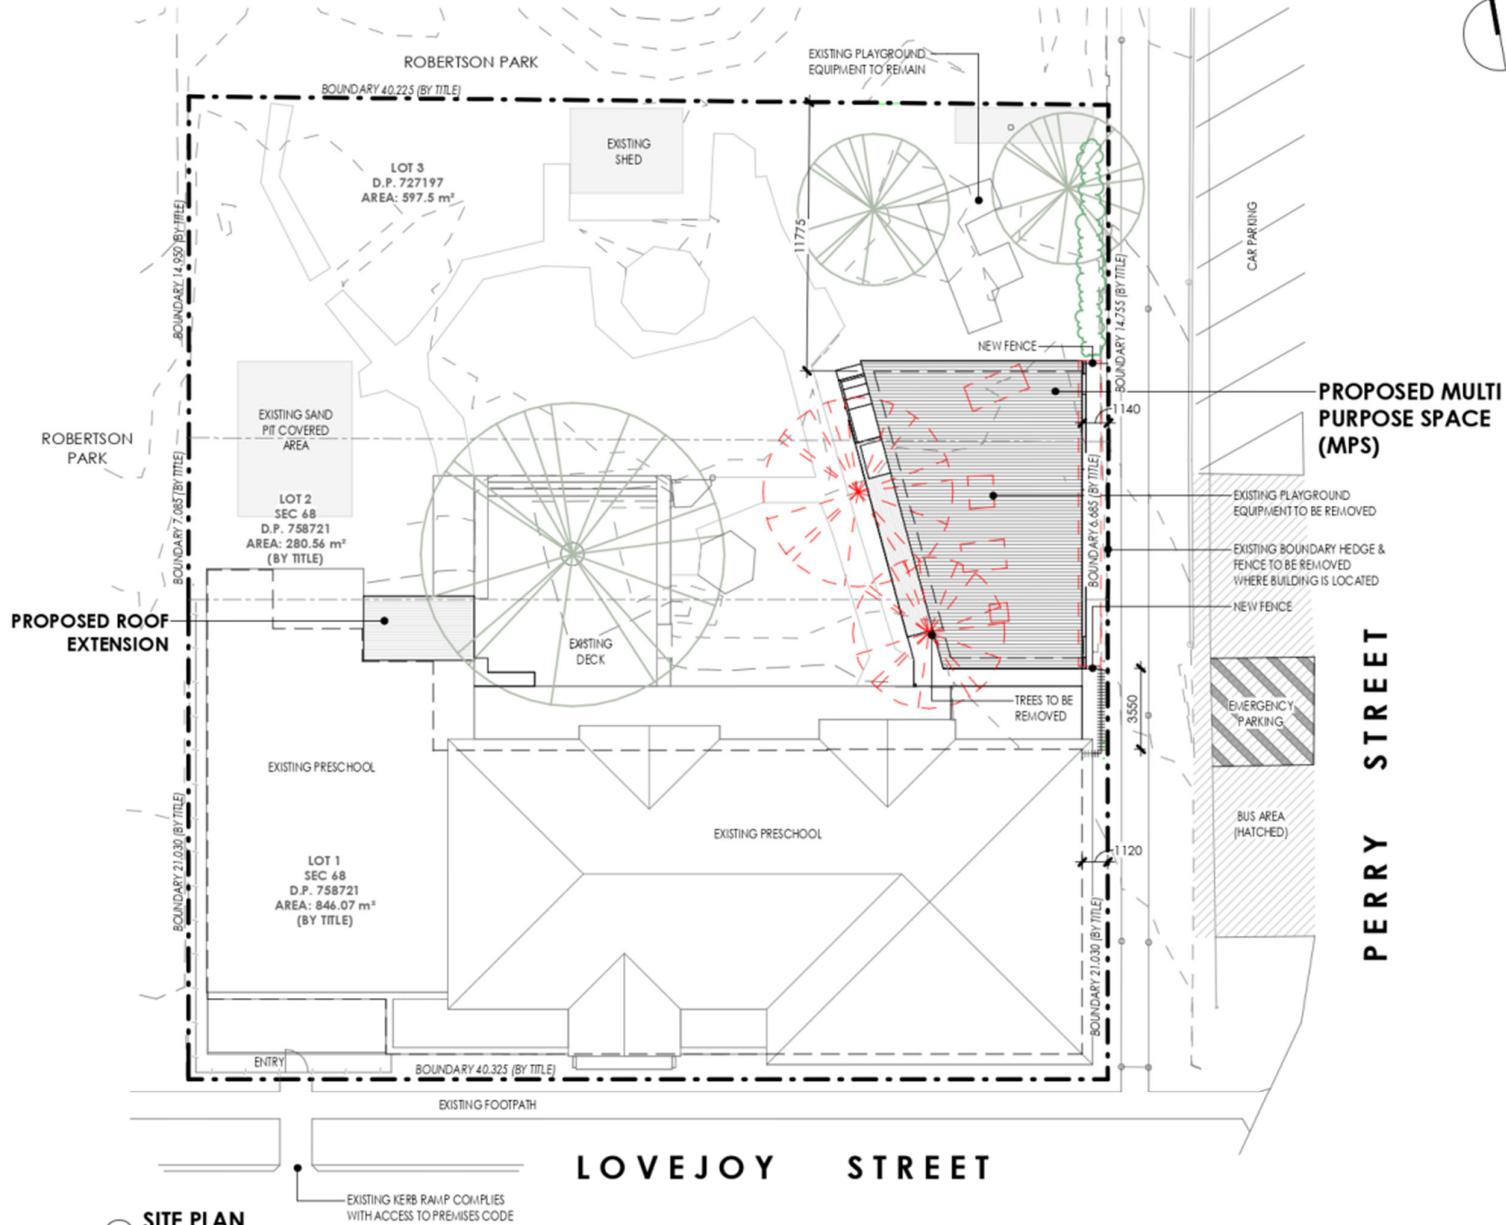 ROBERTSON PARK
EXISTING PLAYGROUND
EQUIPMENT TO REMAIN
BOUNDARY 40.225 (BY TITLE)
EXISTING
SHED
LOT 3
D.P. 727197
AREA: 597.5 m²
BOUNDARY 14.950 (BY TITLE)
11775
CAR PARKING
BOUNDARY 14.755 (BY TITLE)
NEW FENCE
PROPOSED MULTI
PURPOSE SPACE
(MPS)
1140
EXISTING SAND
PIT COVERED
AREA
ROBERTSON
PARK
BOUNDARY 7.085 (BY TITLE)
LOT 2
SEC 68
D.P. 758721
AREA: 280.56 m²
(BY TITLE)
BOUNDARY 6.685 (BY TITLE)
EXISTING PLAYGROUND
EQUIPMENT TO BE REMOVED
EXISTING BOUNDARY HEDGE &
FENCE TO BE REMOVED
WHERE BUILDING IS LOCATED
NEW FENCE
PROPOSED ROOF
EXTENSION
EXISTING
DECK
TREES TO BE
REMOVED
3550
EMERGENCY
PARKING
PERRY STREET
EXISTING PRESCHOOL
EXISTING PRESCHOOL
BUS AREA
(HATCHED)
1120
LOT 1
SEC 68
D.P. 758721
AREA: 846.07 m²
(BY TITLE)
BOUNDARY 21.030 (BY TITLE)
BOUNDARY 21.030 (BY TITLE)
ENTRY
BOUNDARY 40.325 (BY TITLE)
EXISTING FOOTPATH
LOVEJOY STREET
EXISTING KERB RAMP COMPLIES
WITH ACCESS TO PREMISES CODE
SITE PLAN